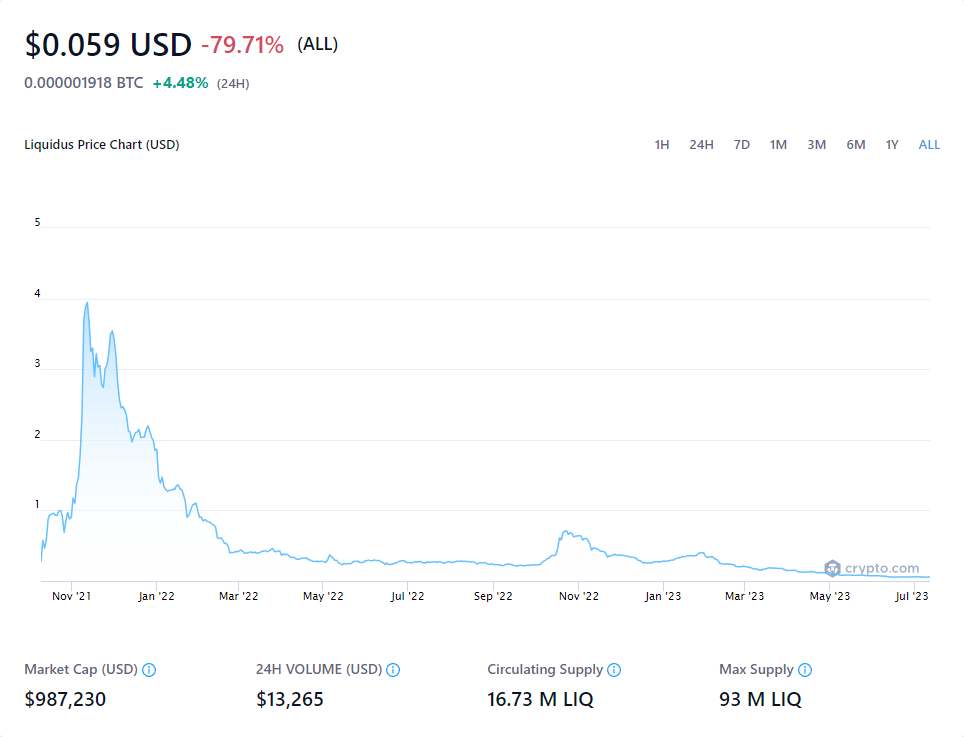 $0.059 USD -79.71% (ALL)
0.000001918 BTC +4.48% (24H)
Liquidus Price Chart (USD) 1H 24H 7D 1M 3M 6M 1Y ALL
5
4
3
2
1
crypto.com
Nov '21 Jan '22 Mar '22 May '22 Jul '22 Sep '22 Nov '22 Jan '23 Mar '23 May '23 Jul '23
Market Cap (USD) 24H VOLUME (USD) Circulating Supply Max Supply
$987,230 $13,265 16.73 M LIQ 93 M LIQ